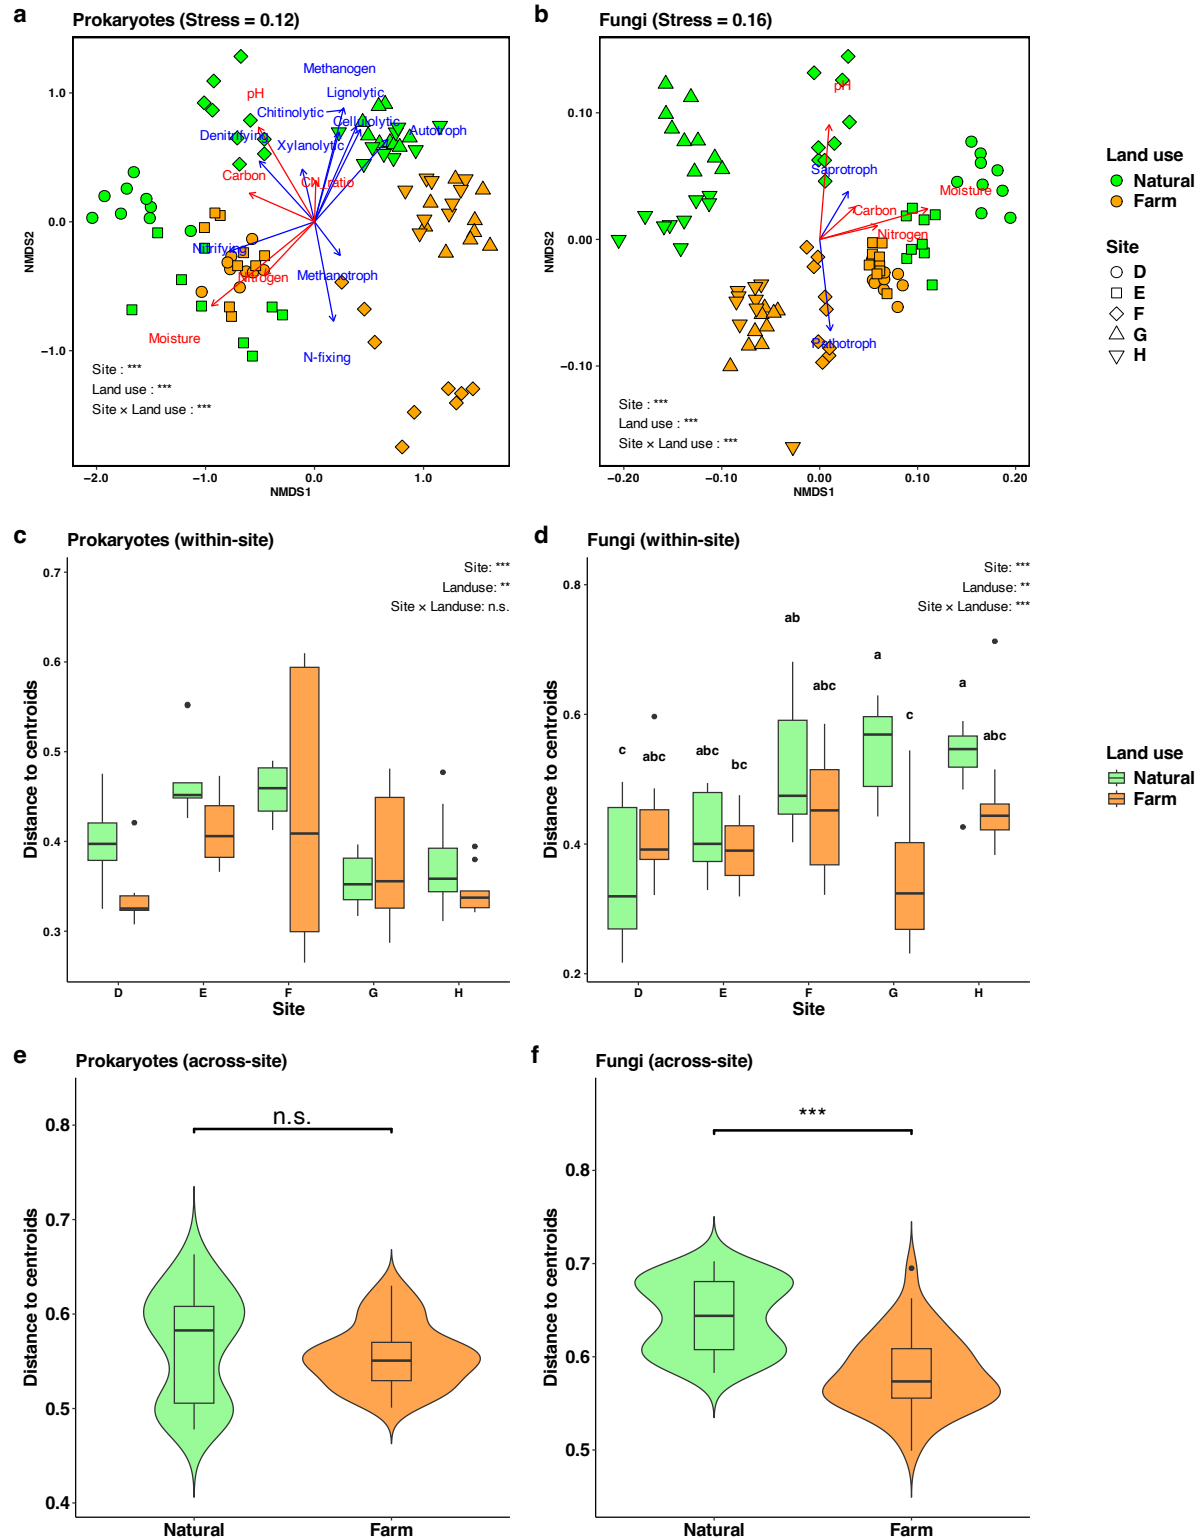 a
Prokaryotes (Stress = 0.12)
Methanogen
Lignolytic
pH
Chitinolytic
Cellulolytic
Autotroph
Denitrifying
Xylanolytic
Carbon
CN_ratio
Nitrifying
Nitrogen
Methanotroph
Moisture
N-fixing
Site : ***
Land use : ***
Site × Land use : ***
1.0
0.0
−1.0
NMDS2
−2.0
−1.0
0.0
1.0
NMDS1
b
Fungi (Stress = 0.16)
pH
Saprotroph
Moisture
Carbon
Nitrogen
Pathotroph
Site : ***
Land use : ***
Site × Land use : ***
0.10
0.00
−0.10
NMDS2
−0.20
−0.10
0.00
0.10
0.20
NMDS1
Land use
Natural
Farm
Site
D
E
F
G
H
c
Prokaryotes (within-site)
Site: ***
Landuse: **
Site × Landuse: n.s.
0.7
0.6
0.5
0.4
0.3
Distance to centroids
D
E
F
G
H
Site
d
Fungi (within-site)
Site: ***
Landuse: **
Site × Landuse: ***
c
abc
abc
bc
ab
abc
a
c
a
abc
0.8
0.6
0.4
0.2
Distance to centroids
D
E
F
G
H
Site
Land use
Natural
Farm
e
Prokaryotes (across-site)
n.s.
0.8
0.7
0.6
0.5
0.4
Distance to centroids
Natural
Farm
f
Fungi (across-site)
***
0.8
0.7
0.6
0.5
Distance to centroids
Natural
Farm